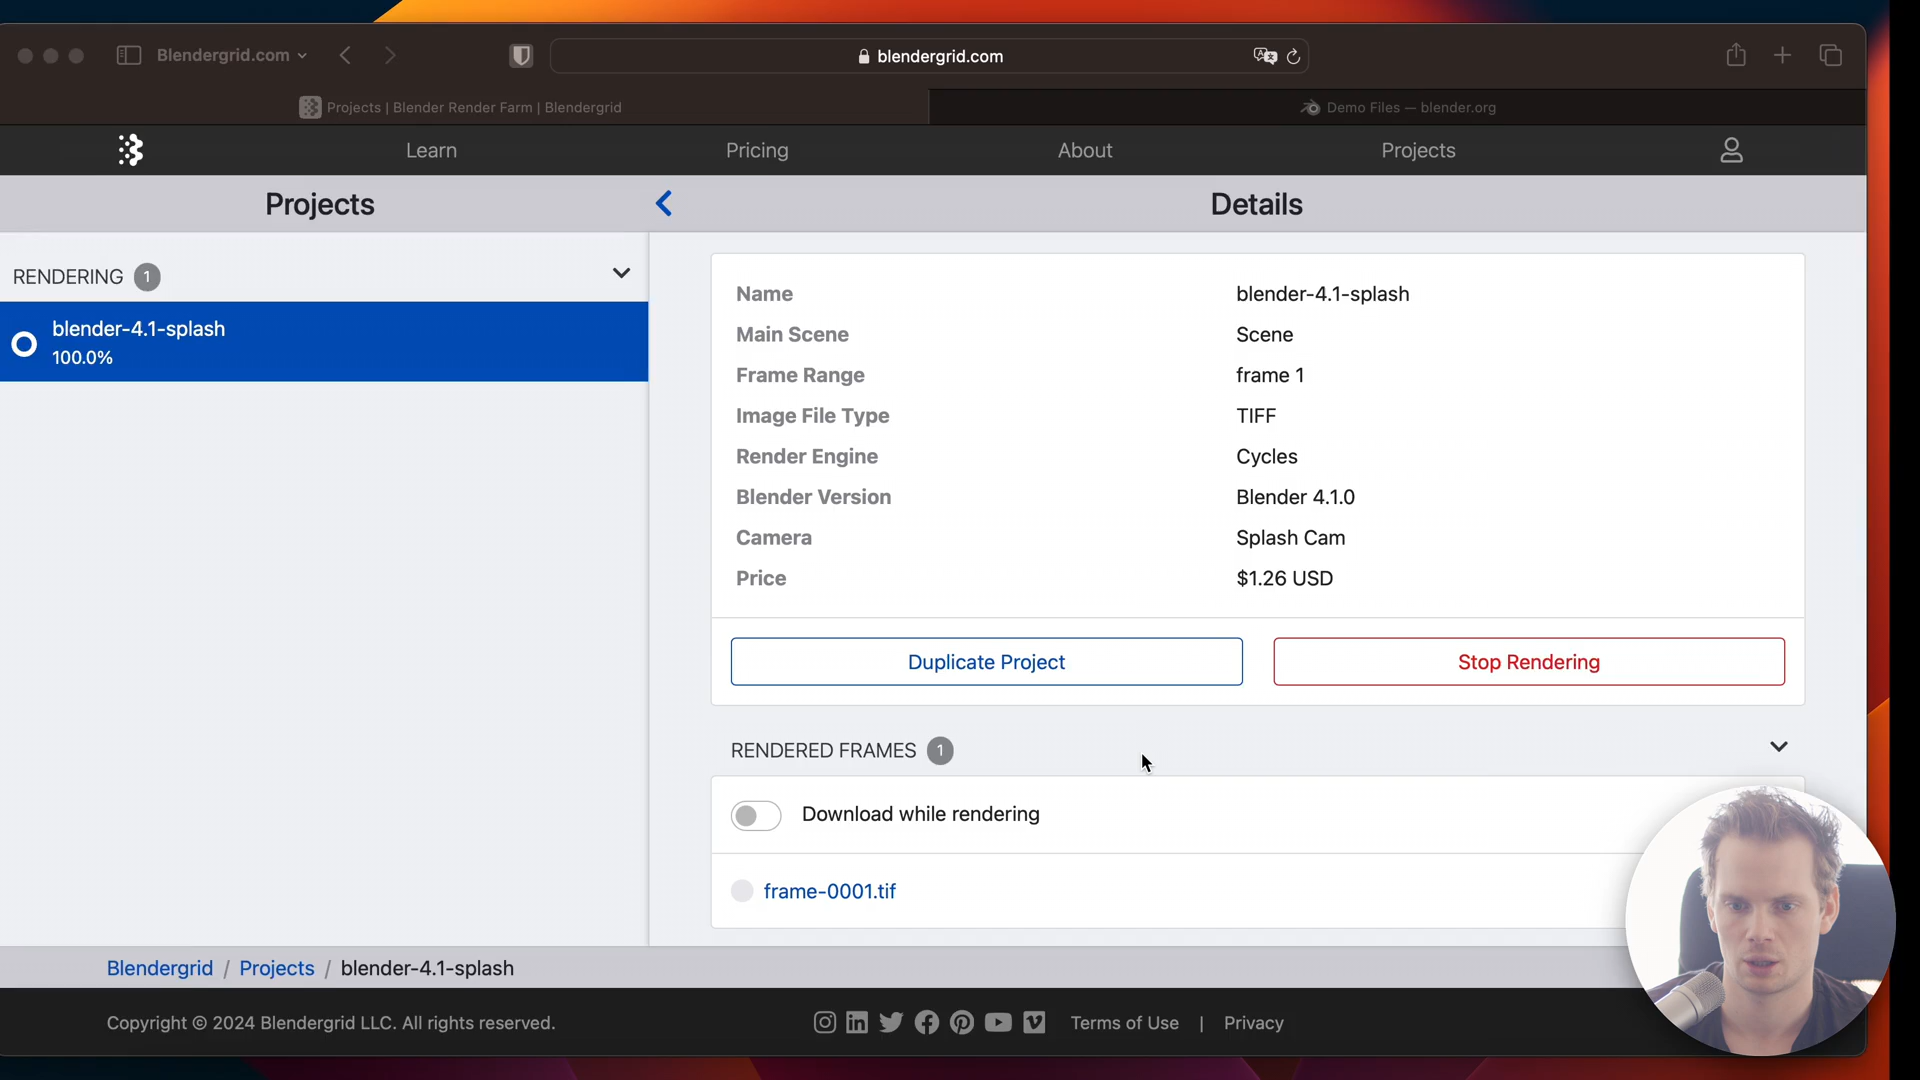 Blendergrid.com
blendergrid.com
Projects | Blender Render Farm | Blendergrid
Demo Files — blender.org
Learn
Pricing
About
Projects
Projects
Details
RENDERING 1
blender-4.1-splash
100.0%
Name blender-4.1-splash
Main Scene Scene
Frame Range frame 1
Image File Type TIFF
Render Engine Cycles
Blender Version Blender 4.1.0
Camera Splash Cam
Price $1.26 USD
Duplicate Project
Stop Rendering
RENDERED FRAMES 1
Download while rendering
frame-0001.tif
Blendergrid / Projects / blender-4.1-splash
Copyright © 2024 Blendergrid LLC. All rights reserved.
Terms of Use | Privacy